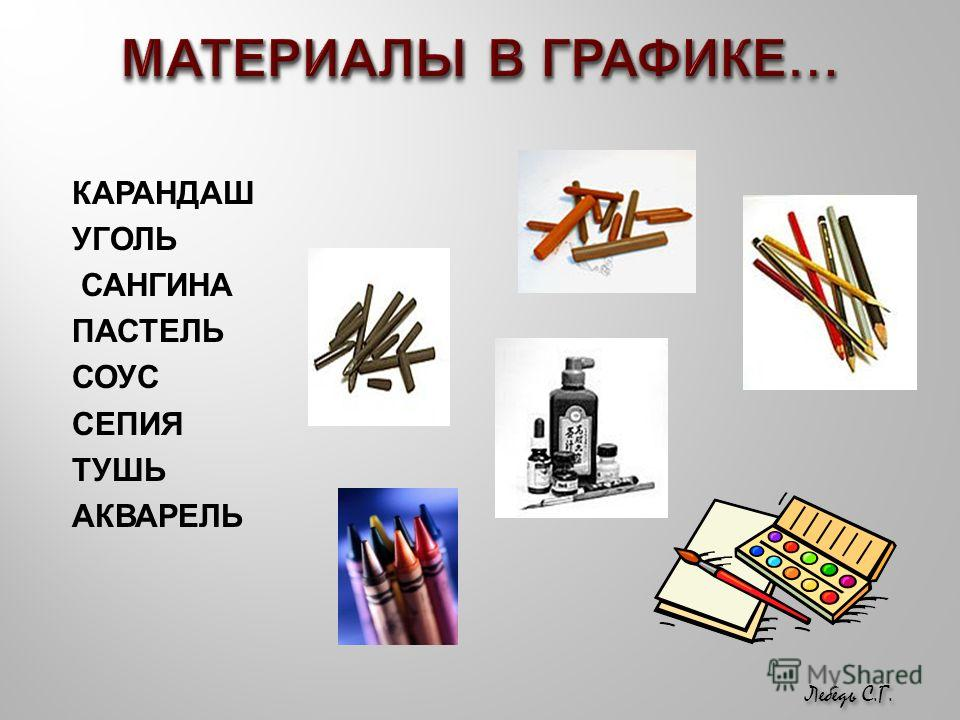 МАТЕРИАЛЫ В ГРАФИКЕ…
КАРАНДАШ
УГОЛЬ
САНГИНА
ПАСТЕЛЬ
СОУС
СЕПИЯ
ТУШЬ
АКВАРЕЛЬ
MyShared
Лебедь С.Г.